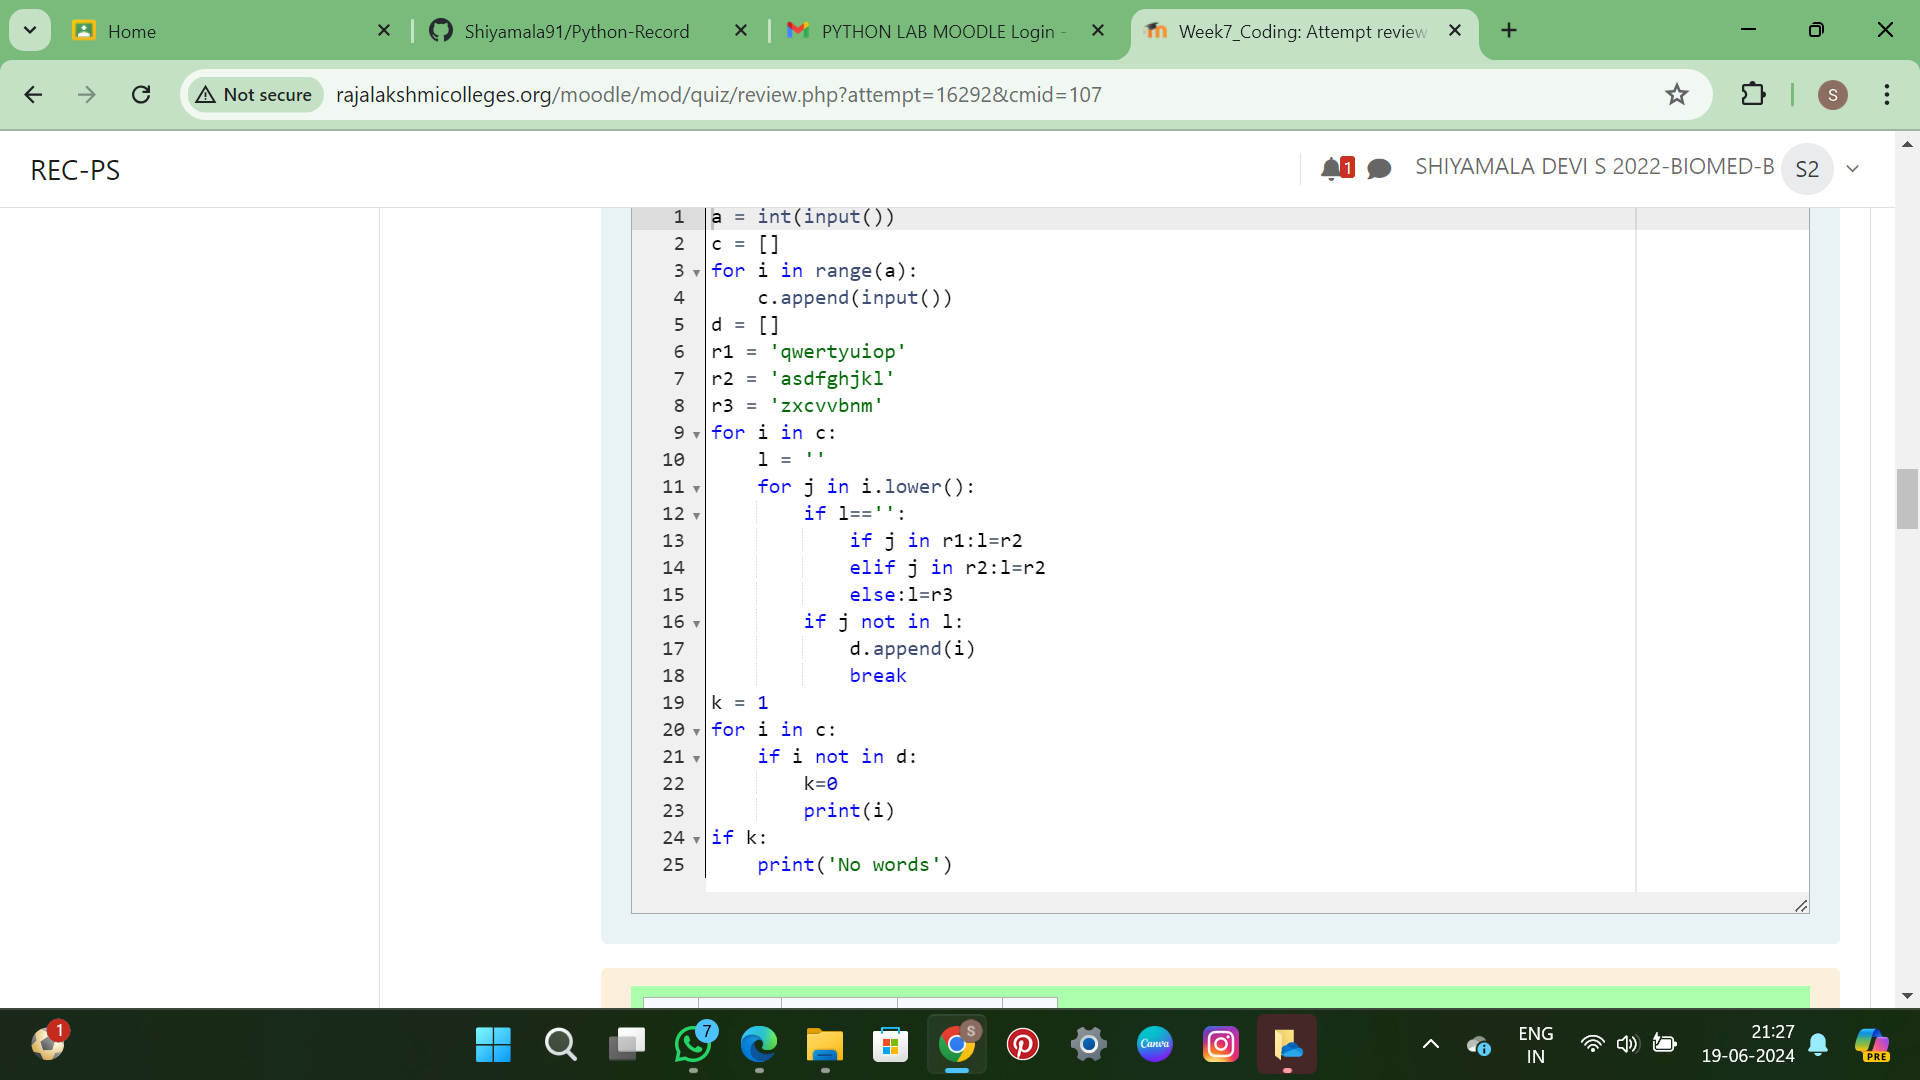 Home
Shiyamala91/Python-Record
PYTHON LAB MOODLE Login -
Week7_Coding: Attempt review
Not secure
rajalakshmicolleges.org/moodle/mod/quiz/review.php?attempt=16292&cmid=107
S
REC-PS
1
SHIYAMALA DEVI S 2022-BIOMED-B
S2
1 a = int(input())
2 c = []
3 for i in range(a):
4     c.append(input())
5 d = []
6 r1 = 'qwertyuiop'
7 r2 = 'asdfghjkl'
8 r3 = 'zxcvvbnm'
9 for i in c:
10     l = ''
11     for j in i.lower():
12         if l=='':
13             if j in r1:l=r2
14             elif j in r2:l=r2
15             else:l=r3
16         if j not in l:
17             d.append(i)
18             break
19 k = 1
20 for i in c:
21     if i not in d:
22         k=0
23         print(i)
24 if k:
25     print('No words')
1
7
S
Canva
ENG
IN
21:27
19-06-2024
PRE